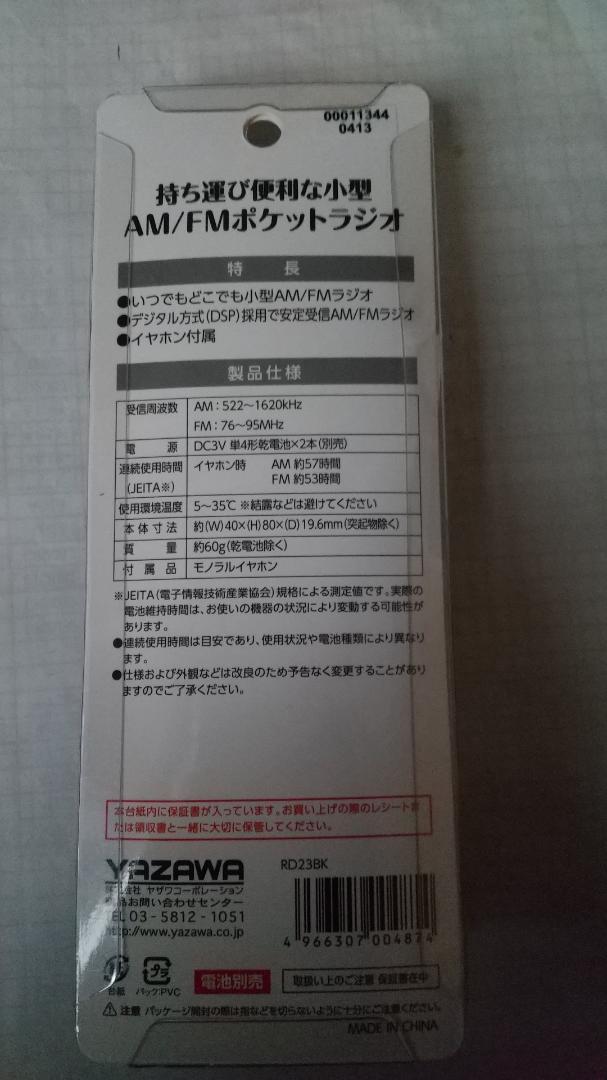 00011344
0413
持ち運び便利な小型
AM/FMポケットラジオ
特 長
●いつでもどこでも小型AM/FMラジオ
●デジタル方式(DSP)採用で安定受信AM/FMラジオ
●イヤホン付属
製品仕様
受信周波数 AM:522～1620kHz
FM:76～95MHz
電 源 DC3V 単4形乾電池×2本(別売)
連続使用時間 イヤホン時 AM 約57時間
(JEITA※) FM 約53時間
使用環境温度 5～35℃ ※結露などは避けてください
本体寸法 約(W)40×(H)80×(D)19.6mm(突起物除く)
質 量 約60g(乾電池除く)
付属品 モノラルイヤホン
※JEITA(電子情報技術産業協会)規格による測定値です。実際の
電池維持時間は、お使いの機器の状況により変動する可能性が
あります。
●連続使用時間は目安であり、使用状況や電池種類により異なり
ます。
●仕様および外観などは改良のため予告なく変更することがあり
ますのでご了承ください。
本台紙内に保証書が入っています。お買い上げの際のレシートま
たは領収書と一緒に大切に保管してください。
YAZAWA
株式会社 ヤザワコーポレーション
商品お問い合わせセンター
TEL 03-5812-1051
http://www.yazawa.co.jp
RD23BK
4 966307 004874
紙
台紙
プラ
パック:PVC
電池別売
取扱い上のご注意 保証書在中
⚠注意 パッケージ開封の際は指などを切らないように十分にご注意ください。
MADE IN CHINA